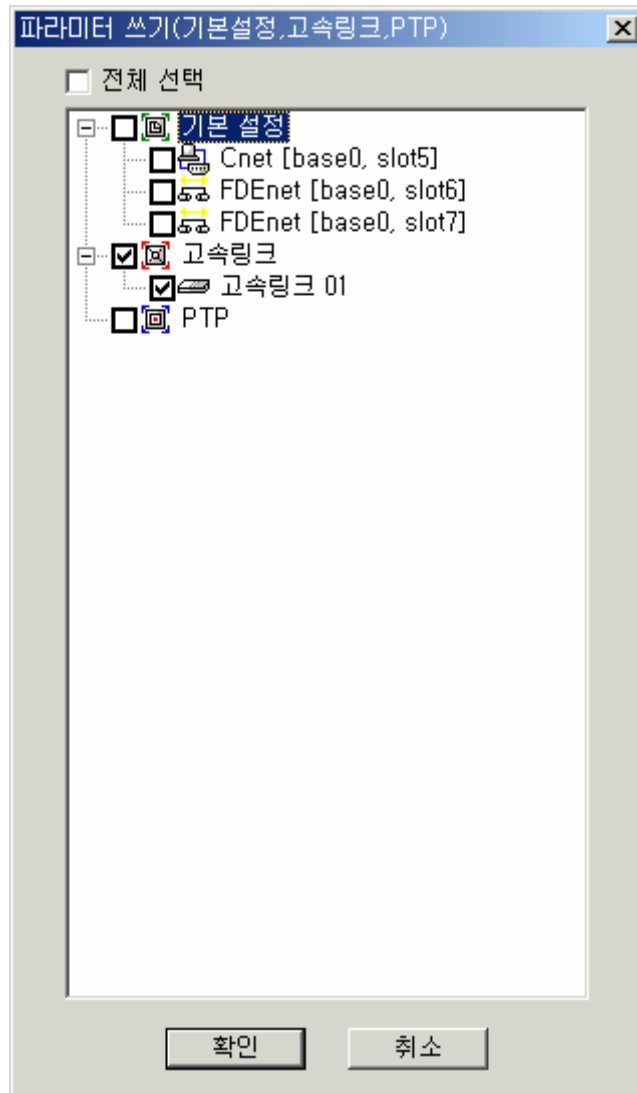 파라미터 쓰기(기본설정,고속링크,PTP)
전체 선택
기본 설정
Cnet [base0, slot5]
FDEnet [base0, slot6]
FDEnet [base0, slot7]
고속링크
고속링크 01
PTP
확인
취소